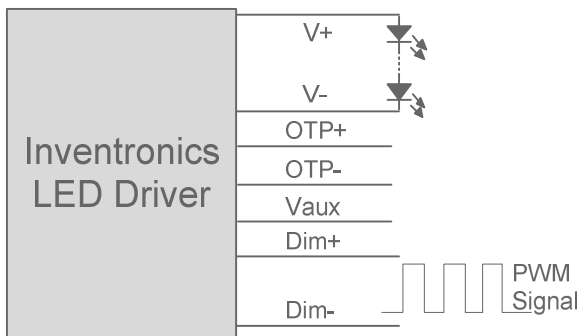 Inventronics
LED Driver
V+
V-
OTP+
OTP-
Vaux
Dim+
Dim-
PWM
Signal